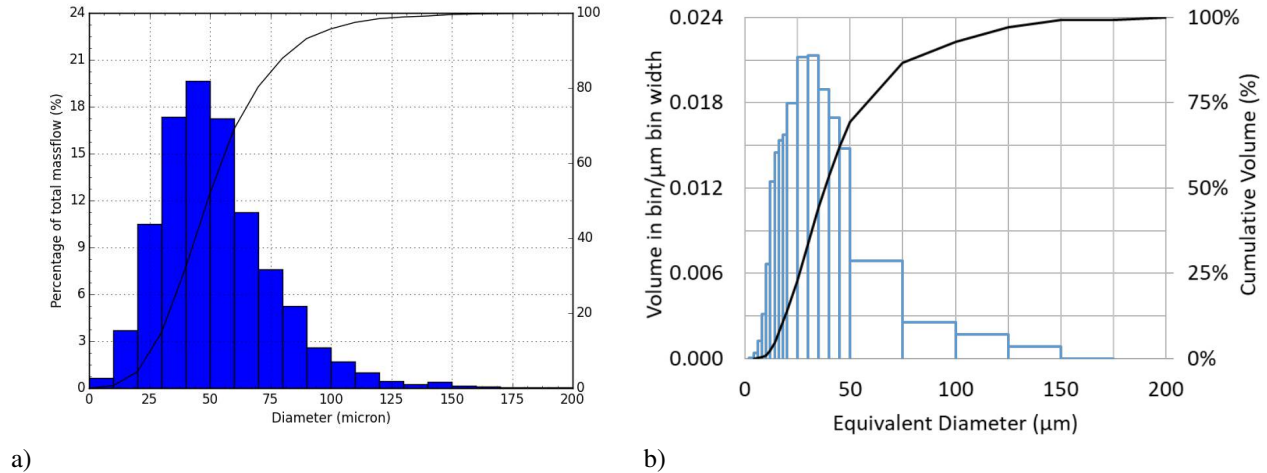 24
21
18
15
12
9
6
3
0
Percentage of total massflow (%)
100
80
60
40
20
0
0 25 50 75 100 125 150 175 200
Diameter (micron)
a)
0.024
0.018
0.012
0.006
0.000
Volume in bin/μm bin width
100%
75%
50%
25%
0%
Cumulative Volume (%)
0 50 100 150 200
Equivalent Diameter (μm)
b)